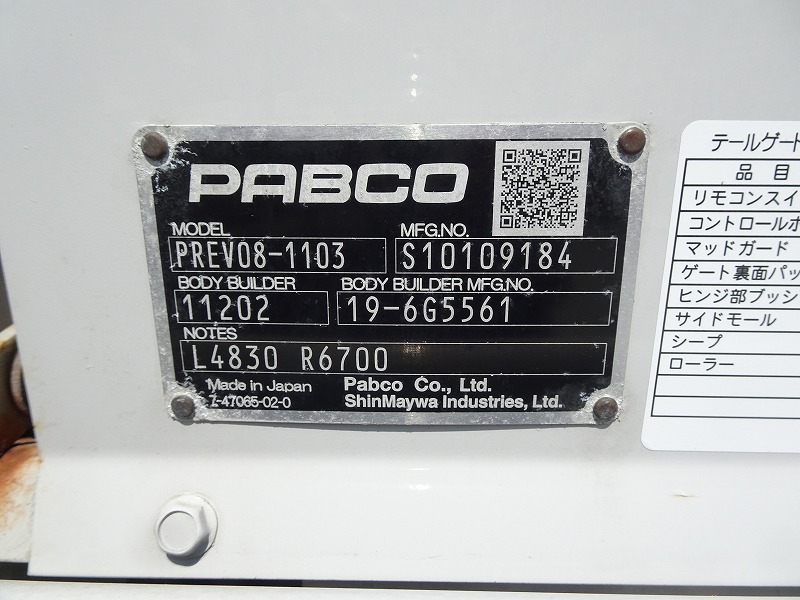 PABCO
MODEL MFG.NO.
PREV08-1103 S10109184
BODY BUILDER BODY BUILDER MFG.NO.
11202 19-6G5561
NOTES
L4830 R6700
Made in Japan Pabco Co., Ltd.
7-47065-02-0 ShinMaywa Industries, Ltd.
テールゲート
品目
リモコンスイ
コントロールボ
マッドガード
ゲート裏面パッ
ヒンジ部ブッシ
サイドモール
シーブ
ローラー